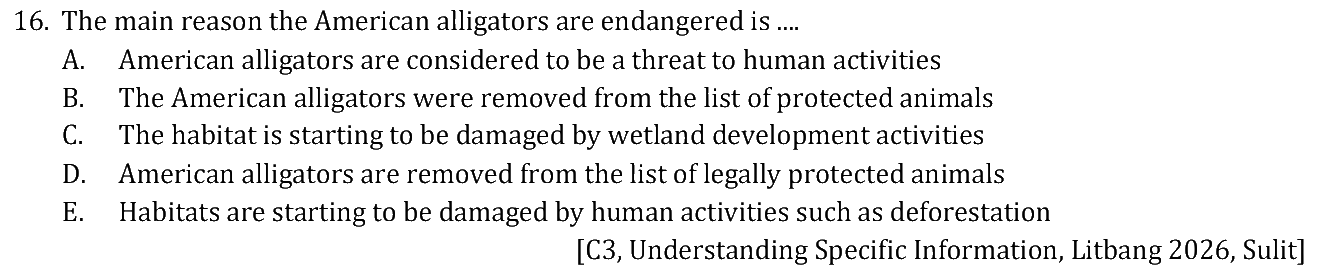 16. The main reason the American alligators are endangered is ....
A. American alligators are considered to be a threat to human activities
B. The American alligators were removed from the list of protected animals
C. The habitat is starting to be damaged by wetland development activities
D. American alligators are removed from the list of legally protected animals
E. Habitats are starting to be damaged by human activities such as deforestation
[C3, Understanding Specific Information, Litbang 2026, Sulit]